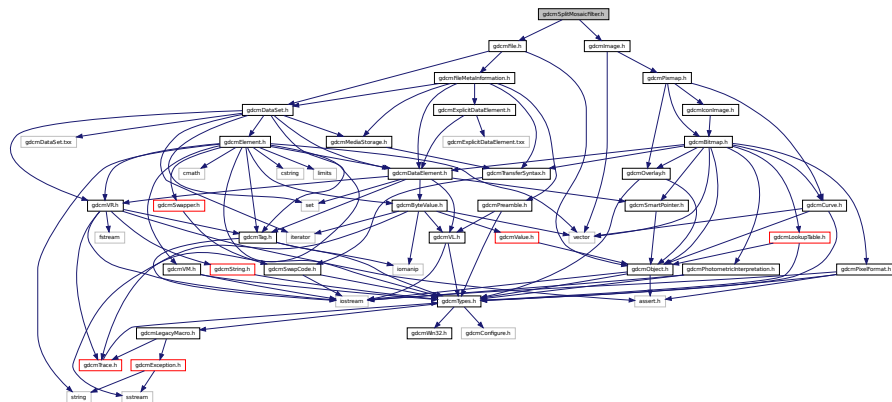 gdcmSplitMosaicFilter.h
gdcmFile.h
gdcmImage.h
gdcmFileMetaInformation.h
gdcmPixmap.h
gdcmDataSet.h
gdcmExplicitDataElement.h
gdcmIconImage.h
gdcmDataSet.txx
gdcmElement.h
gdcmMediaStorage.h
gdcmExplicitDataElement.txx
gdcmBitmap.h
cmath
cstring
limits
gdcmDataElement.h
gdcmTransferSyntax.h
gdcmOverlay.h
gdcmVR.h
gdcmSwapper.h
set
gdcmByteValue.h
gdcmPreamble.h
gdcmSmartPointer.h
gdcmCurve.h
fstream
gdcmTag.h
iterator
gdcmVL.h
gdcmValue.h
vector
gdcmLookupTable.h
gdcmVM.h
gdcmString.h
gdcmSwapCode.h
iomanip
gdcmObject.h
gdcmPhotometricInterpretation.h
gdcmPixelFormat.h
iostream
gdcmTypes.h
assert.h
gdcmLegacyMacro.h
gdcmWin32.h
gdcmConfigure.h
gdcmTrace.h
gdcmException.h
string
sstream